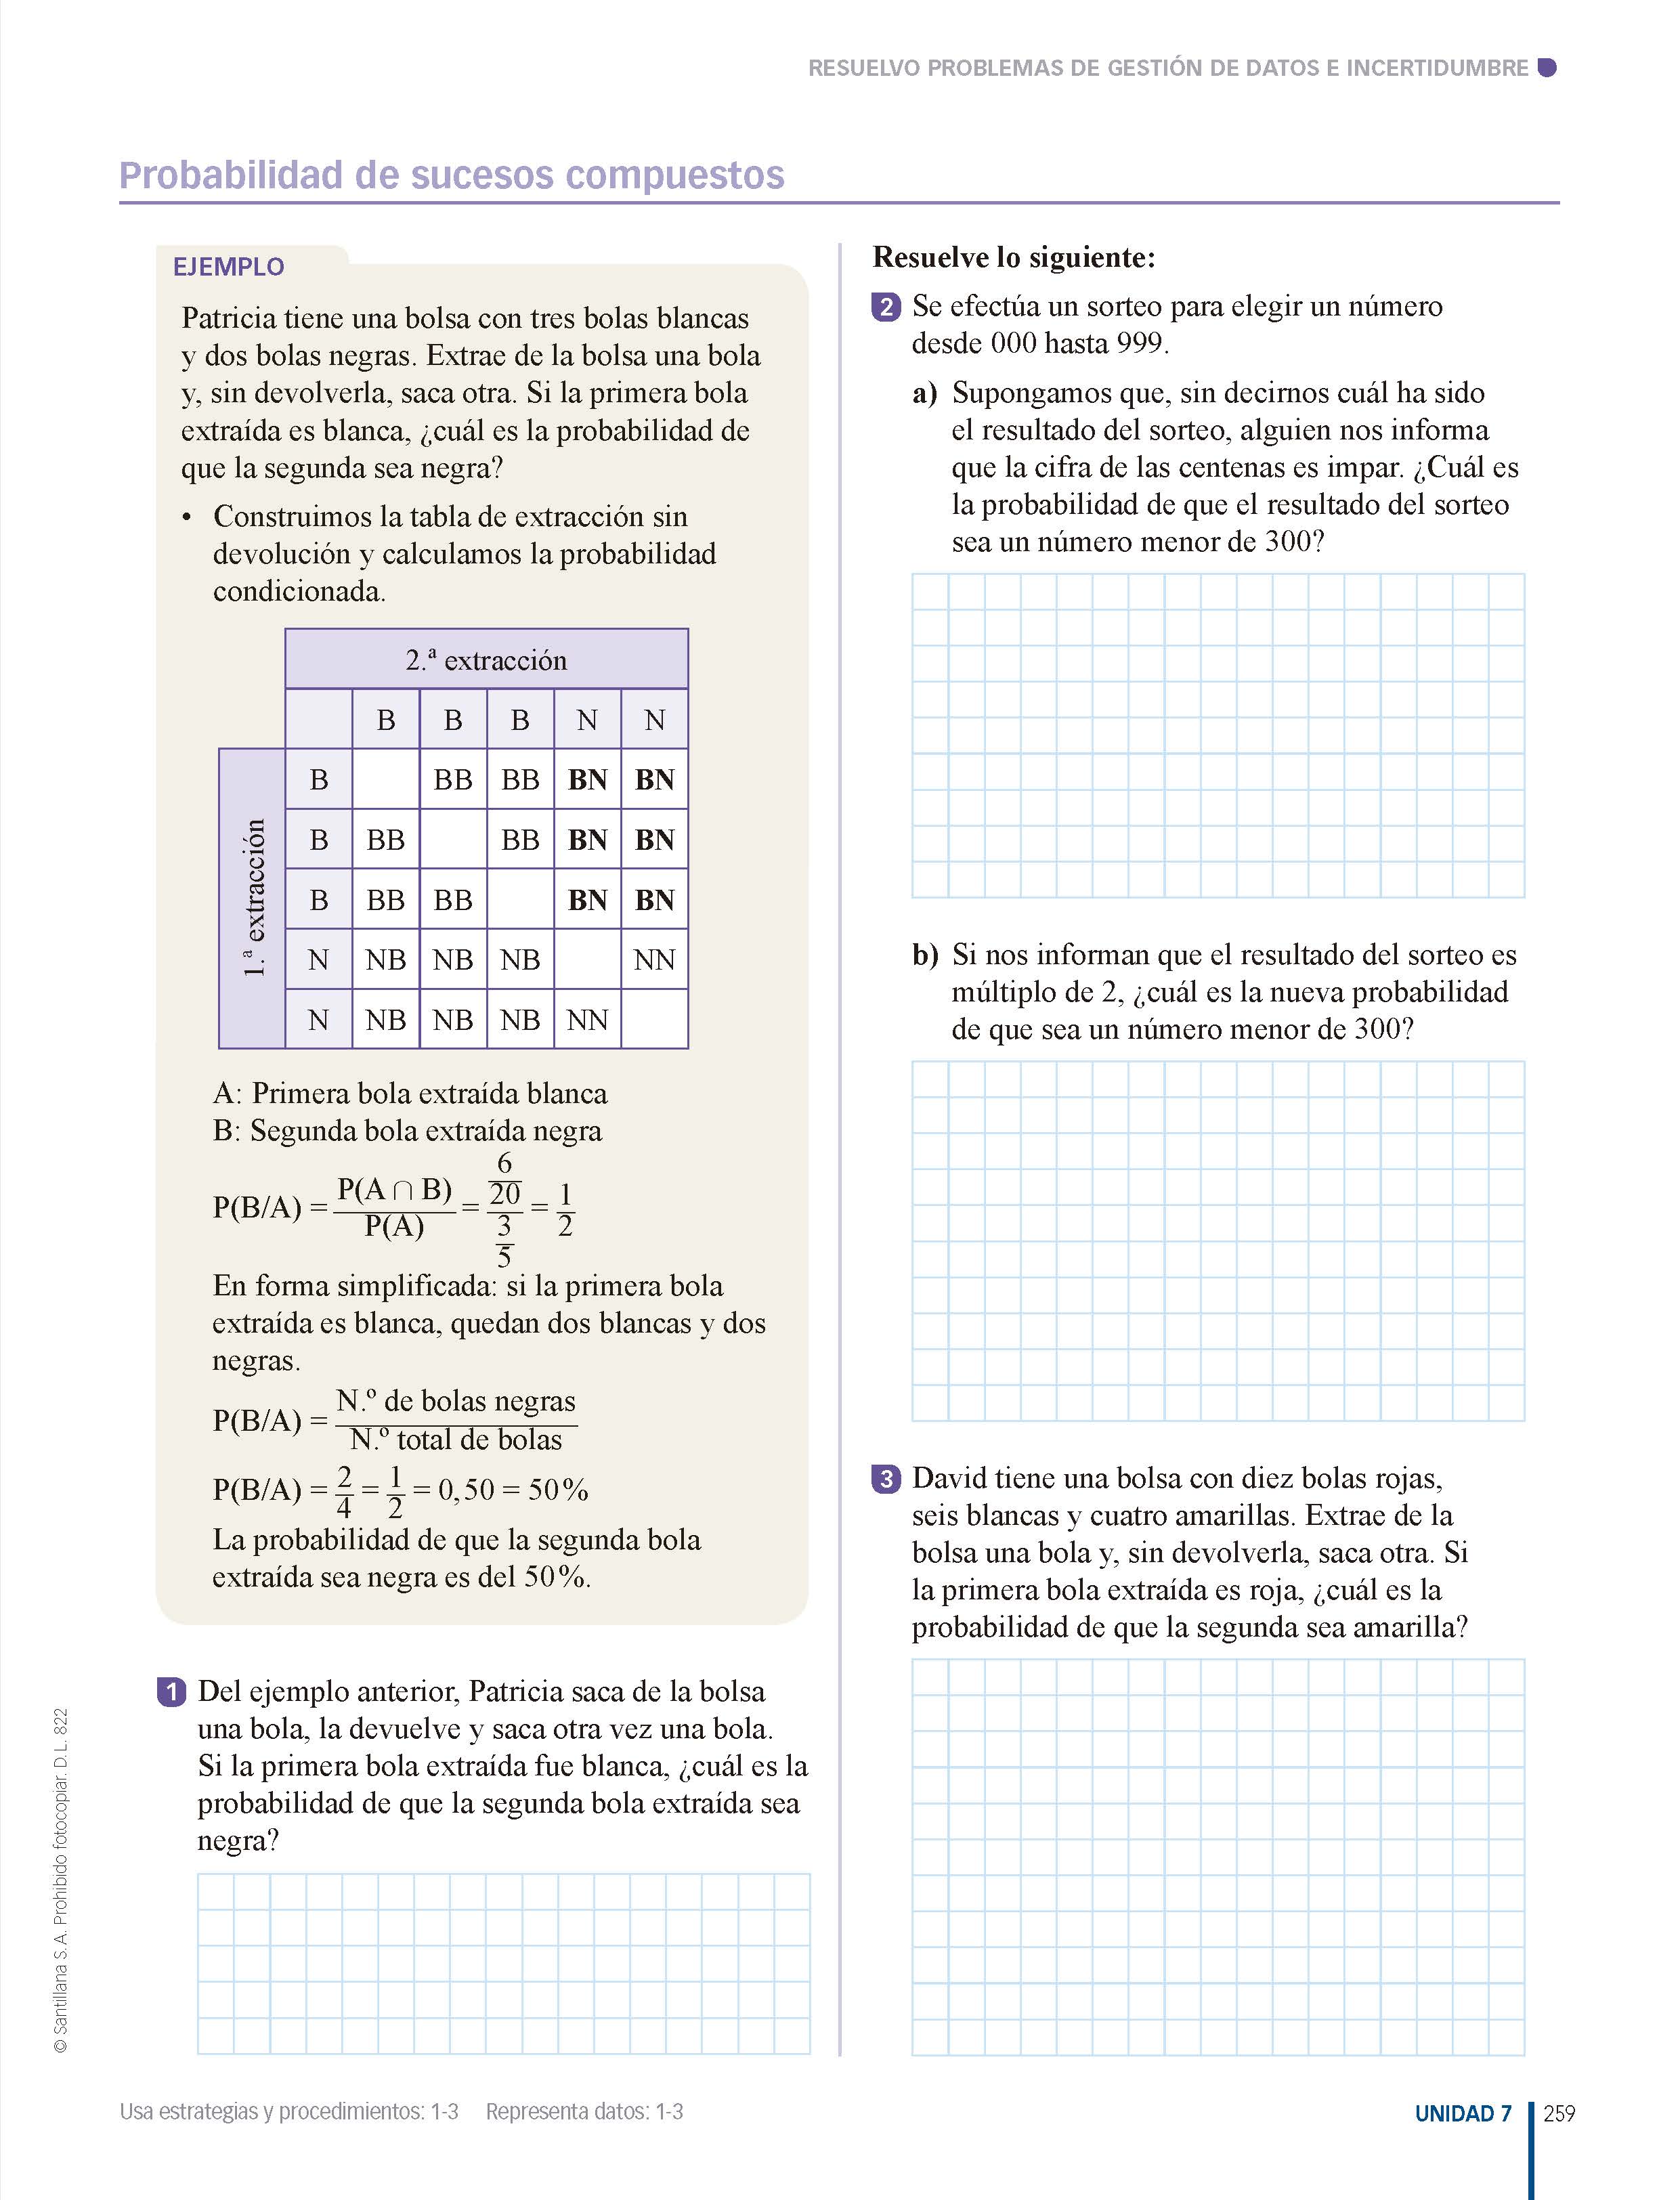 RESUELVO PROBLEMAS DE GESTIÓN DE DATOS E INCERTIDUMBRE
Probabilidad de sucesos compuestos
EJEMPLO
Patricia tiene una bolsa con tres bolas blancas
y dos bolas negras. Extrae de la bolsa una bola
y, sin devolverla, saca otra. Si la primera bola
extraída es blanca, ¿cuál es la probabilidad de
que la segunda sea negra?
• Construimos la tabla de extracción sin
devolución y calculamos la probabilidad
condicionada.
2.ª extracción
B B B N N
1.ª extracción
B BB BB BN BN
B BB BB BN BN
B BB BB BN BN
N NB NB NB NN
N NB NB NB NN
A: Primera bola extraída blanca
B: Segunda bola extraída negra
P(B/A) = P(A ∩ B) / P(A) = (6/20) / (3/5) = 1/2
En forma simplificada: si la primera bola
extraída es blanca, quedan dos blancas y dos
negras.
P(B/A) = N.º de bolas negras / N.º total de bolas
P(B/A) = 2/4 = 1/2 = 0,50 = 50%
La probabilidad de que la segunda bola
extraída sea negra es del 50%.
1 Del ejemplo anterior, Patricia saca de la bolsa
una bola, la devuelve y saca otra vez una bola.
Si la primera bola extraída fue blanca, ¿cuál es la
probabilidad de que la segunda bola extraída sea
negra?
Resuelve lo siguiente:
2 Se efectúa un sorteo para elegir un número
desde 000 hasta 999.
a) Supongamos que, sin decirnos cuál ha sido
el resultado del sorteo, alguien nos informa
que la cifra de las centenas es impar. ¿Cuál es
la probabilidad de que el resultado del sorteo
sea un número menor de 300?
b) Si nos informan que el resultado del sorteo es
múltiplo de 2, ¿cuál es la nueva probabilidad
de que sea un número menor de 300?
3 David tiene una bolsa con diez bolas rojas,
seis blancas y cuatro amarillas. Extrae de la
bolsa una bola y, sin devolverla, saca otra. Si
la primera bola extraída es roja, ¿cuál es la
probabilidad de que la segunda sea amarilla?
© Santillana S.A. Prohibido fotocopiar. D.L. 822
Usa estrategias y procedimientos: 1-3 Representa datos: 1-3
UNIDAD 7 259